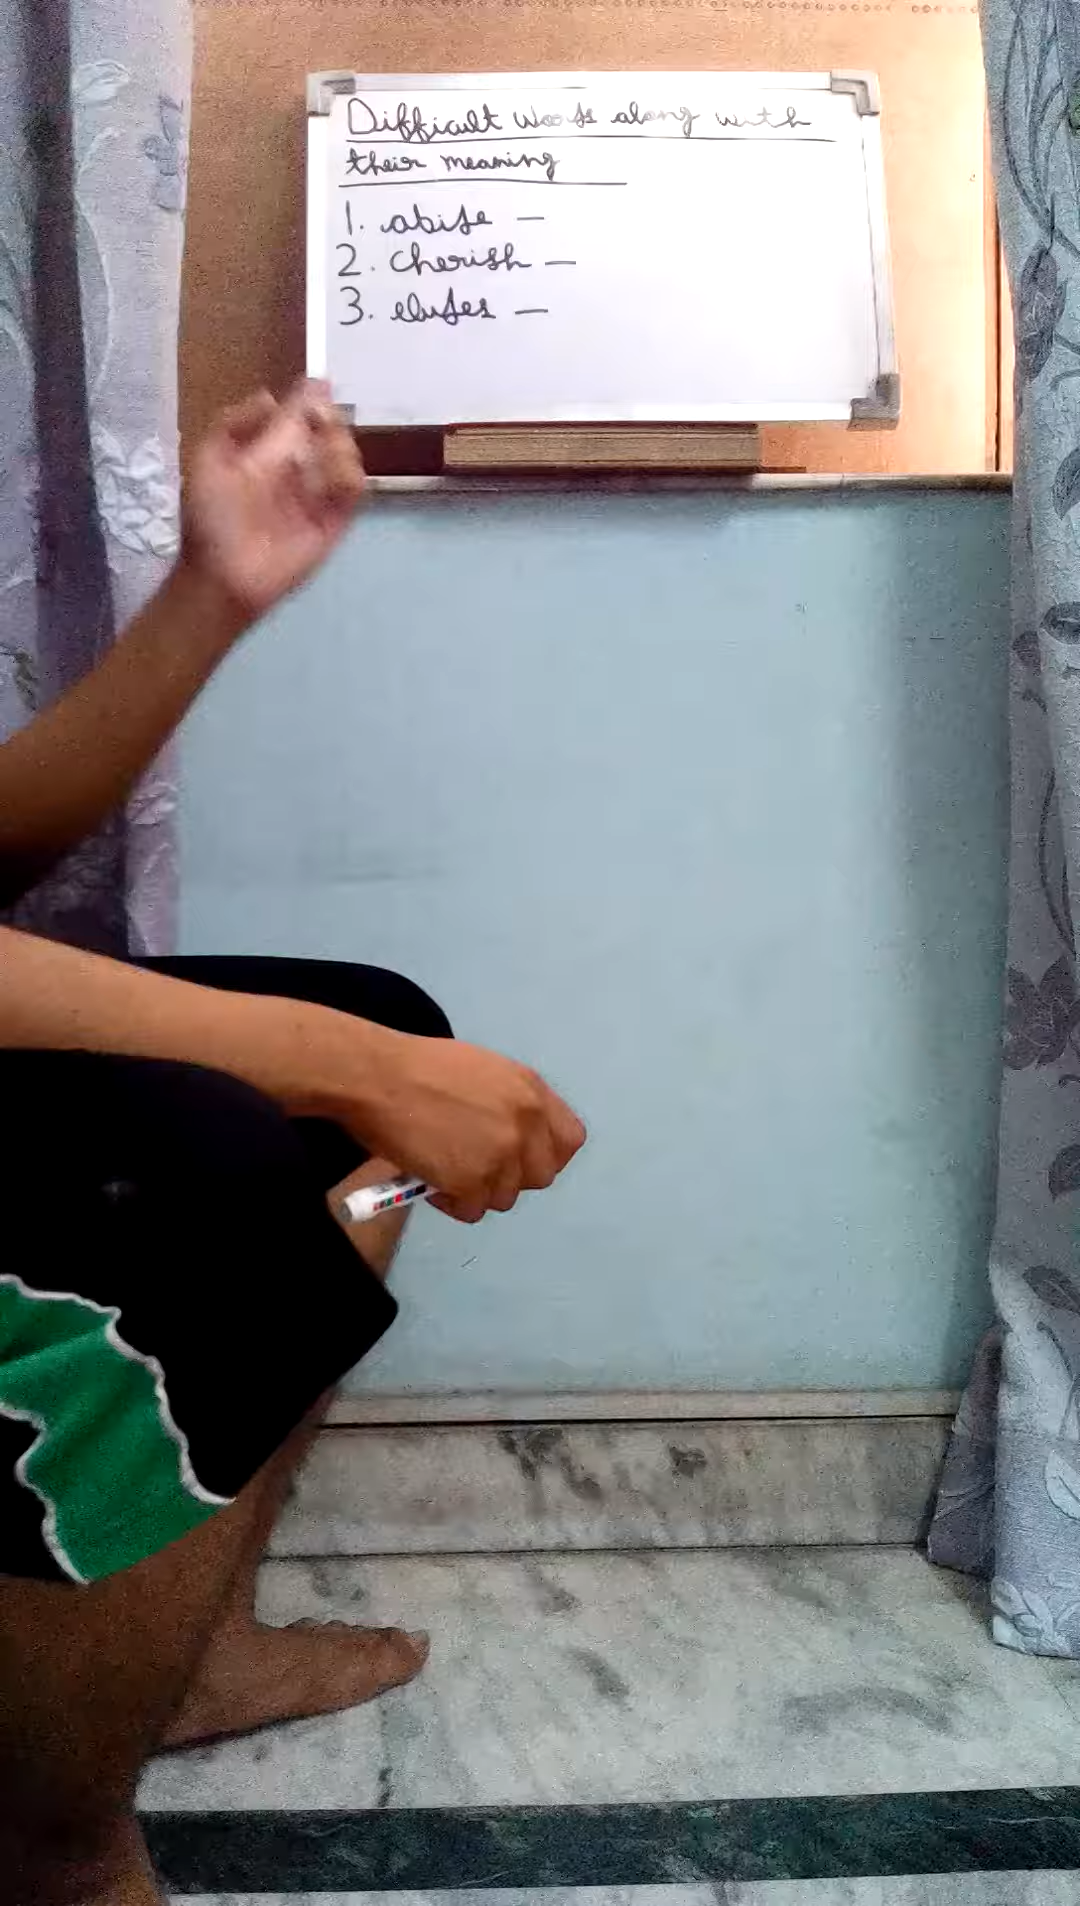 Difficult Words along with
their meaning
1. abide —
2. cherish —
3. eludes —